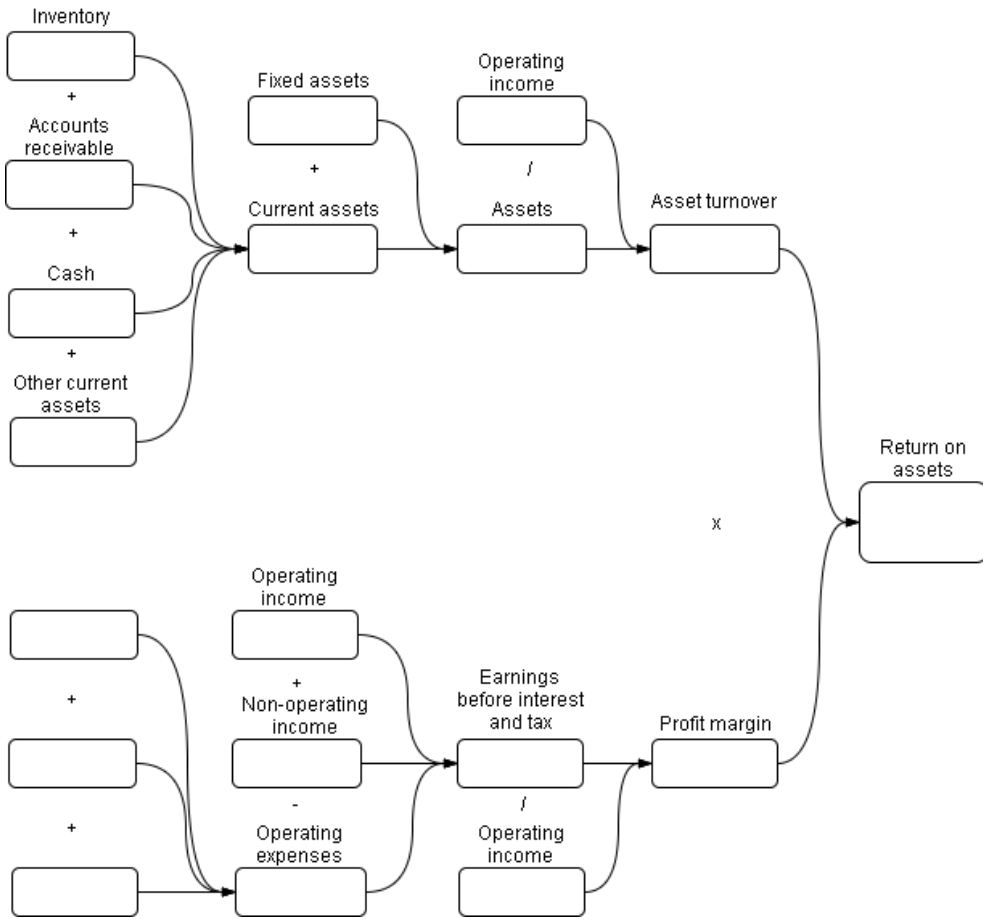 Inventory
+
Accounts
receivable
+
Cash
+
Other current
assets
Fixed assets
+
Current assets
Operating
income
/
Assets
Asset turnover
Return on
assets
x
+
+
Operating
income
+
Non-operating
income
-
Operating
expenses
Earnings
before interest
and tax
/
Operating
income
Profit margin